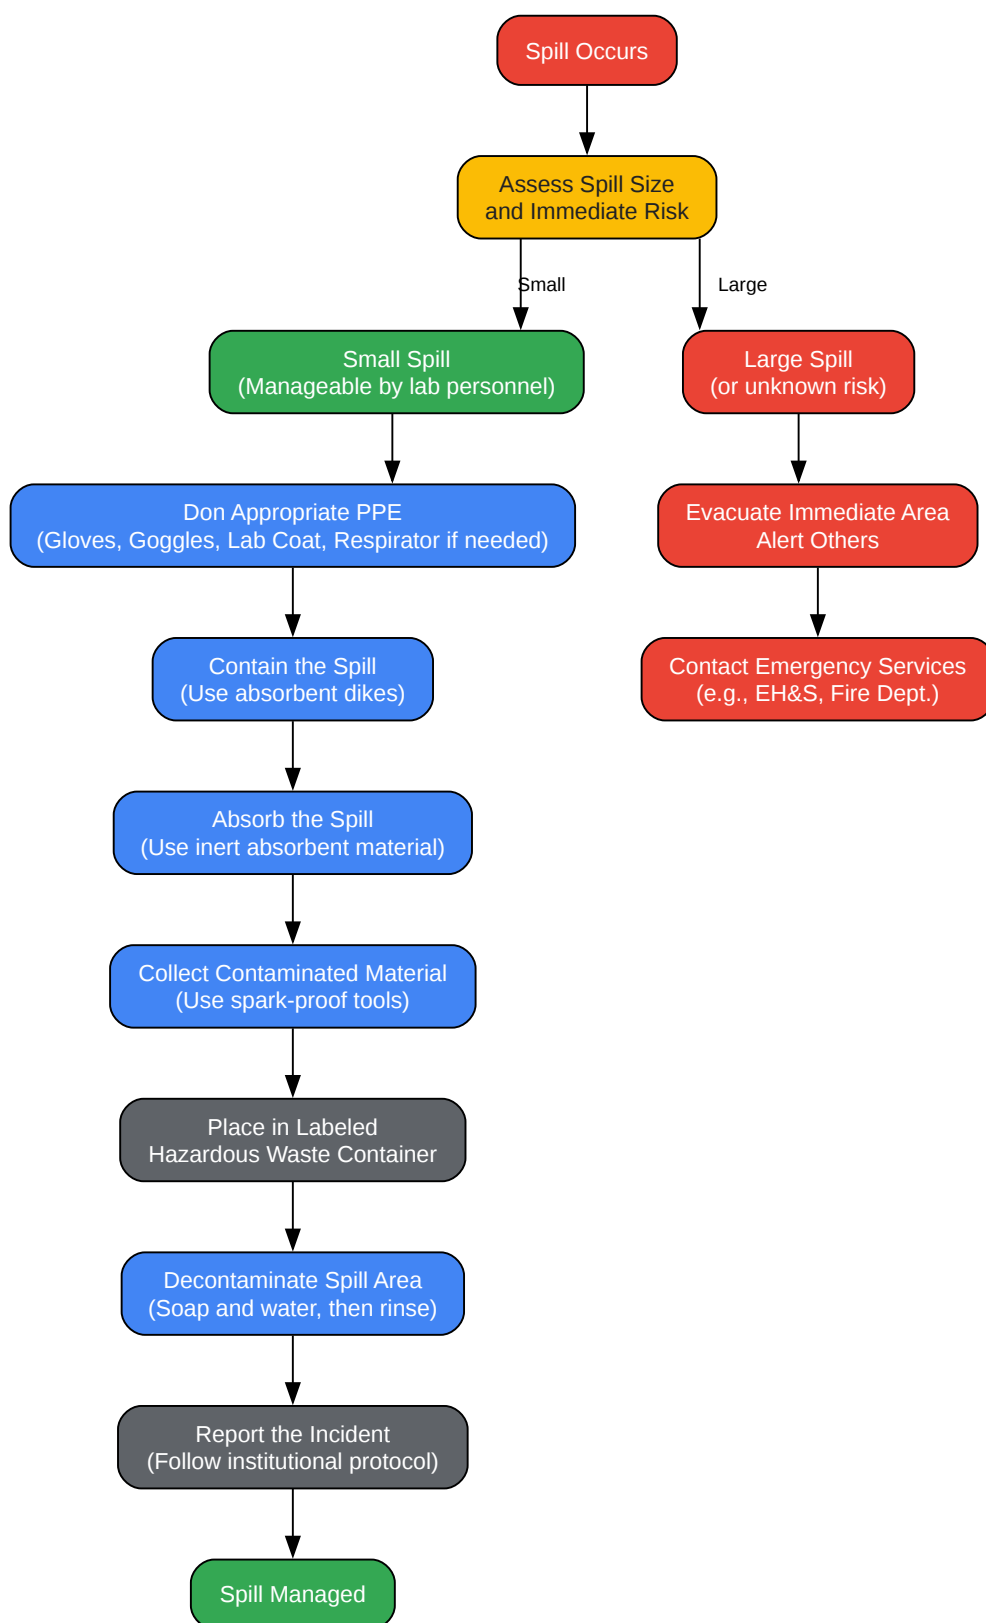 Spill Occurs
Assess Spill Size
and Immediate Risk
Small
Large
Small Spill
(Manageable by lab personnel)
Large Spill
(or unknown risk)
Don Appropriate PPE
(Gloves, Goggles, Lab Coat, Respirator if needed)
Evacuate Immediate Area
Alert Others
Contain the Spill
(Use absorbent dikes)
Contact Emergency Services
(e.g., EH&S, Fire Dept.)
Absorb the Spill
(Use inert absorbent material)
Collect Contaminated Material
(Use spark-proof tools)
Place in Labeled
Hazardous Waste Container
Decontaminate Spill Area
(Soap and water, then rinse)
Report the Incident
(Follow institutional protocol)
Spill Managed